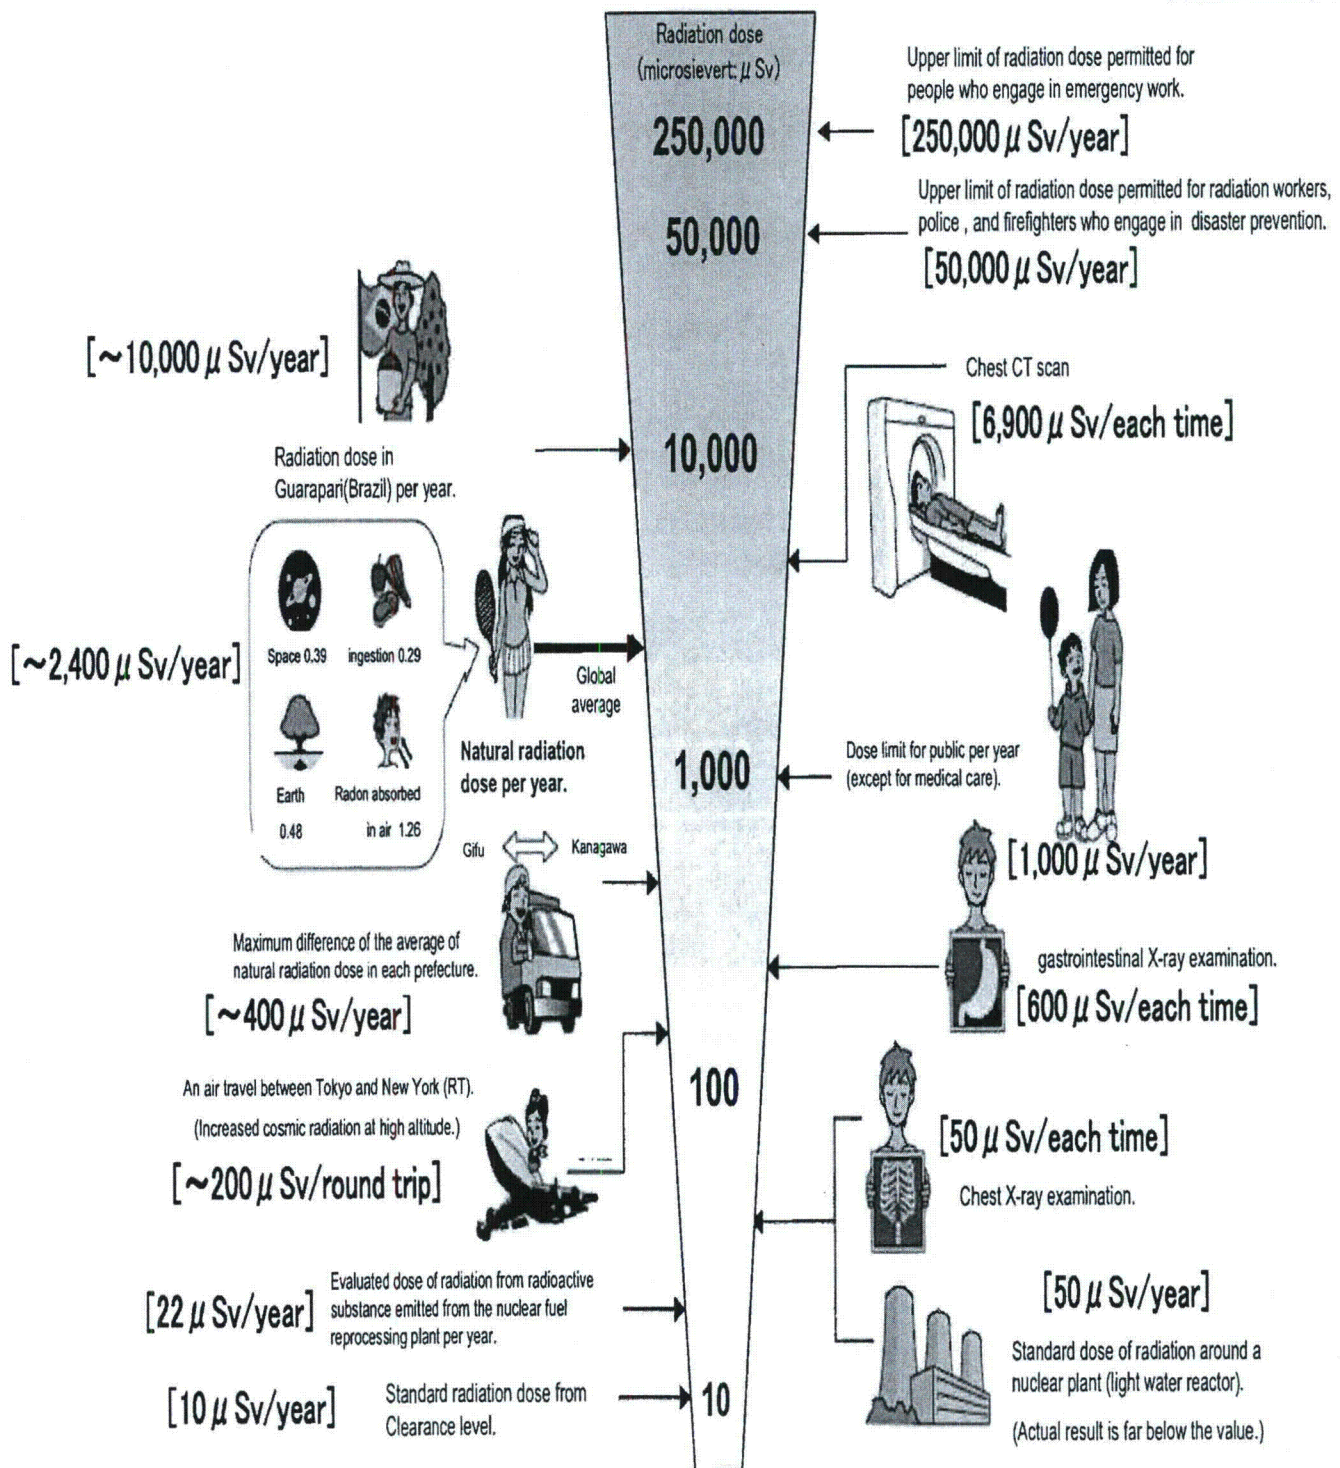 Radiation dose
(microsievert: μ Sv)
250,000
50,000
10,000
1,000
100
10
Upper limit of radiation dose permitted for
people who engage in emergency work.
[250,000 μ Sv/year]
Upper limit of radiation dose permitted for radiation workers,
police , and firefighters who engage in disaster prevention.
[50,000 μ Sv/year]
[~10,000 μ Sv/year]
Radiation dose in
Guarapari(Brazil) per year.
Chest CT scan
[6,900 μ Sv/each time]
[~2,400 μ Sv/year]
Space 0.39
ingestion 0.29
Earth
0.48
Radon absorbed
in air 1.26
Global
average
Natural radiation
dose per year.
Dose limit for public per year
(except for medical care).
[1,000 μ Sv/year]
Gifu
Kanagawa
Maximum difference of the average of
natural radiation dose in each prefecture.
[~400 μ Sv/year]
gastrointestinal X-ray examination.
[600 μ Sv/each time]
An air travel between Tokyo and New York (RT).
(Increased cosmic radiation at high altitude.)
[~200 μ Sv/round trip]
[50 μ Sv/each time]
Chest X-ray examination.
[22 μ Sv/year]
Evaluated dose of radiation from radioactive
substance emitted from the nuclear fuel
reprocessing plant per year.
[50 μ Sv/year]
Standard dose of radiation around a
nuclear plant (light water reactor).
(Actual result is far below the value.)
[10 μ Sv/year]
Standard radiation dose from
Clearance level.